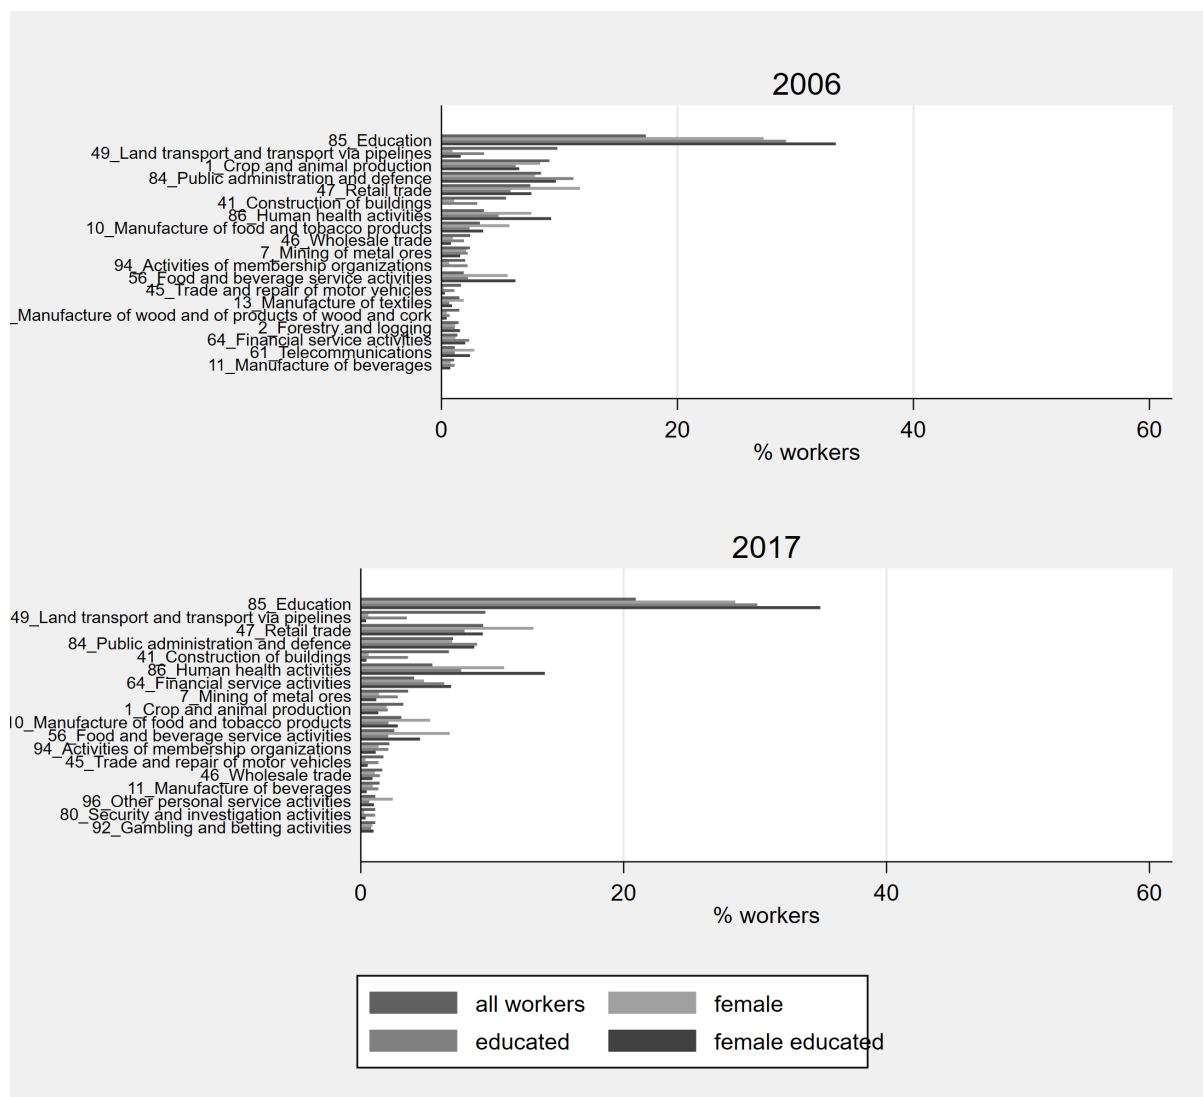 2006
85_Education
49_Land transport and transport via pipelines
1_Crop and animal production
84_Public administration and defence
47_Retail trade
41_Construction of buildings
86_Human health activities
10_Manufacture of food and tobacco products
46_Wholesale trade
7_Mining of metal ores
94_Activities of membership organizations
56_Food and beverage service activities
45_Trade and repair of motor vehicles
13_Manufacture of textiles
_Manufacture of wood and of products of wood and cork
2_Forestry and logging
64_Financial service activities
61_Telecommunications
11_Manufacture of beverages
0 20 40 60
% workers
2017
85_Education
49_Land transport and transport via pipelines
47_Retail trade
84_Public administration and defence
41_Construction of buildings
86_Human health activities
64_Financial service activities
7_Mining of metal ores
1_Crop and animal production
10_Manufacture of food and tobacco products
56_Food and beverage service activities
94_Activities of membership organizations
45_Trade and repair of motor vehicles
46_Wholesale trade
11_Manufacture of beverages
96_Other personal service activities
80_Security and investigation activities
92_Gambling and betting activities
0 20 40 60
% workers
all workers female
educated female educated